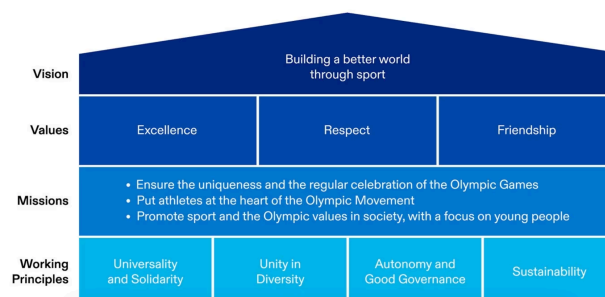 Vision
Building a better world
through sport
Values
Excellence
Respect
Friendship
Missions
• Ensure the uniqueness and the regular celebration of the Olympic Games
• Put athletes at the heart of the Olympic Movement
• Promote sport and the Olympic values in society, with a focus on young people
Working
Principles
Universality
and Solidarity
Unity in
Diversity
Autonomy and
Good Governance
Sustainability